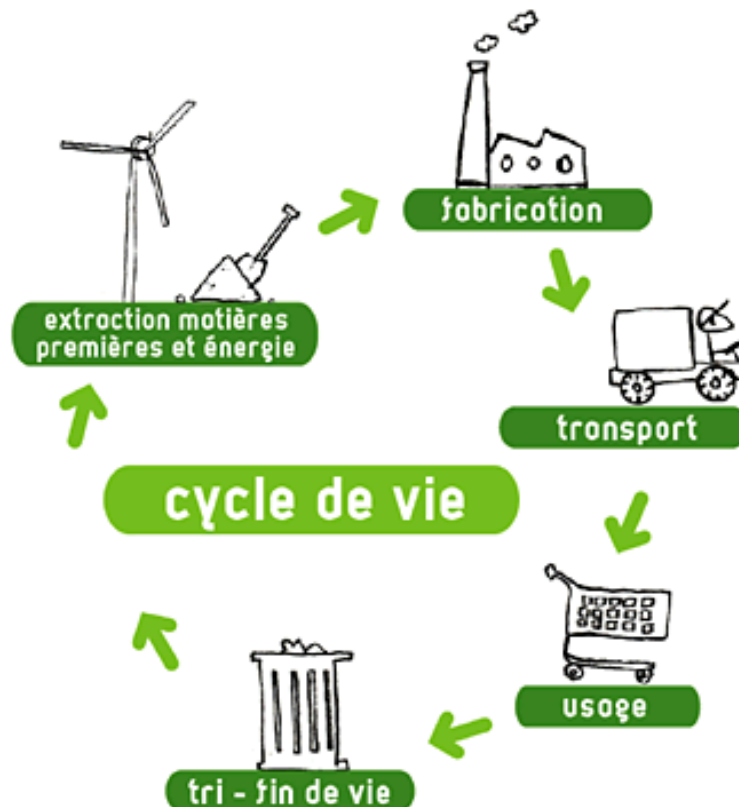 fabrication
extraction matières
premières et énergie
transport
cycle de vie
usage
tri - fin de vie